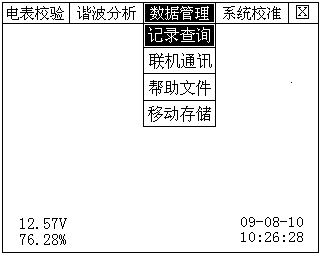 电表校验 谐波分析 数据管理 系统校准 ☒
记录查询
联机通讯
帮助文件
移动存储
12.57V 09-08-10
76.28% 10:26:28